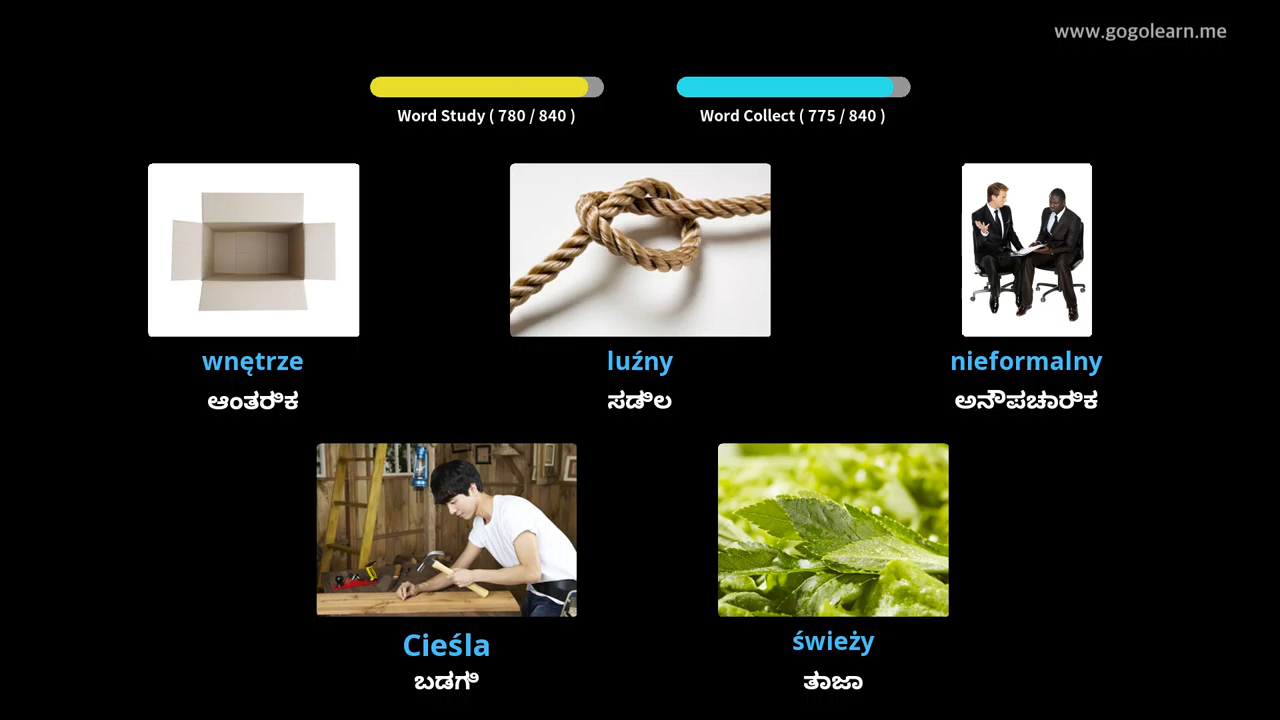 www.gogolearn.me
Word Study ( 780 / 840 )
Word Collect ( 775 / 840 )
wnętrze
ಆಂತರಿಕ
luźny
ಸಡಿಲ
nieformalny
ಅನೌಪಚಾರಿಕ
Cieśla
ಬಡಗಿ
świeży
ತಾಜಾ